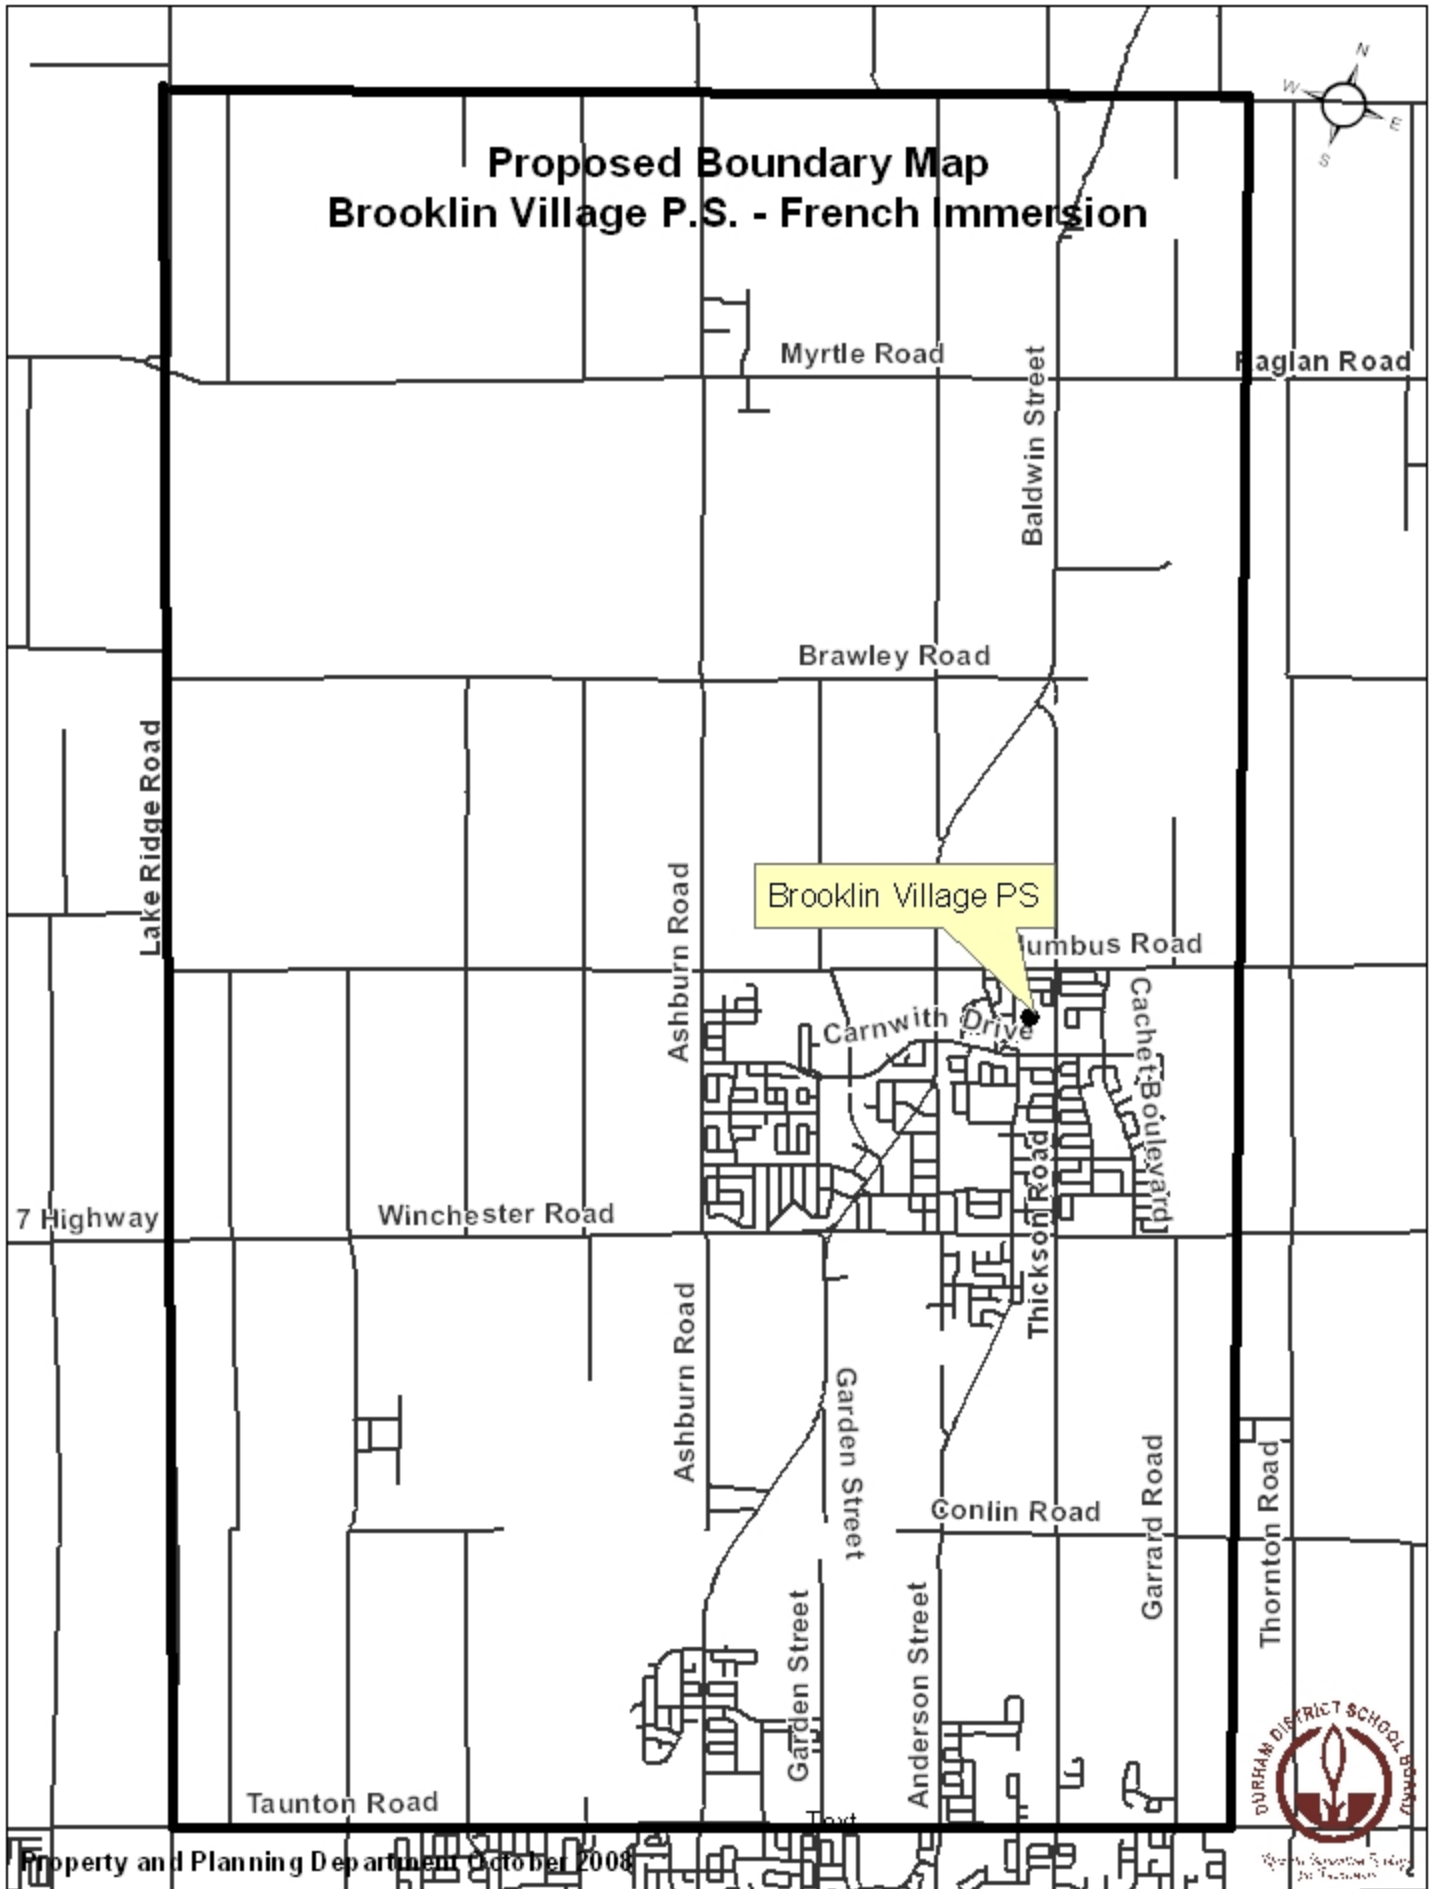 N
W
E
S
Proposed Boundary Map
Brooklin Village P.S. - French Immersion
Myrtle Road
Raglan Road
Baldwin Street
Brawley Road
Lake Ridge Road
Ashburn Road
Brooklin Village PS
lumbus Road
Carnwith Drive
Cachet Boulevard
Thickson Road
7 Highway
Winchester Road
Ashburn Road
Garden Street
Conlin Road
Garrard Road
Thornton Road
Garden Street
Anderson Street
Taunton Road
Text
DURHAM DISTRICT SCHOOL BOARD
Property and Planning Department October 2008